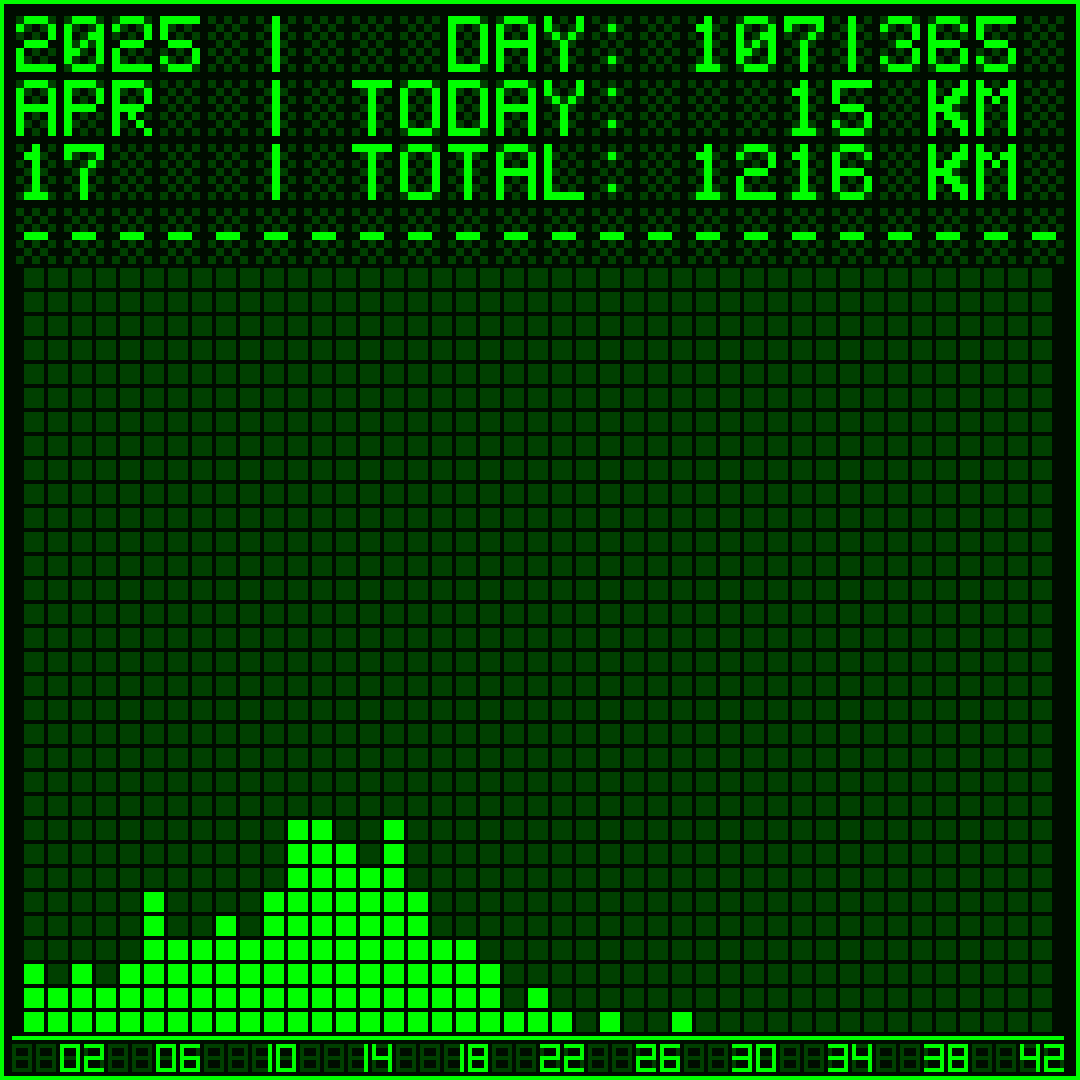 2025 | DAY: 107|365
APR | TODAY: 15 KM
17 | TOTAL: 1216 KM
- - - - - - - - - - - - - - - - - - - - - -
02 06 10 14 18 22 26 30 34 38 42